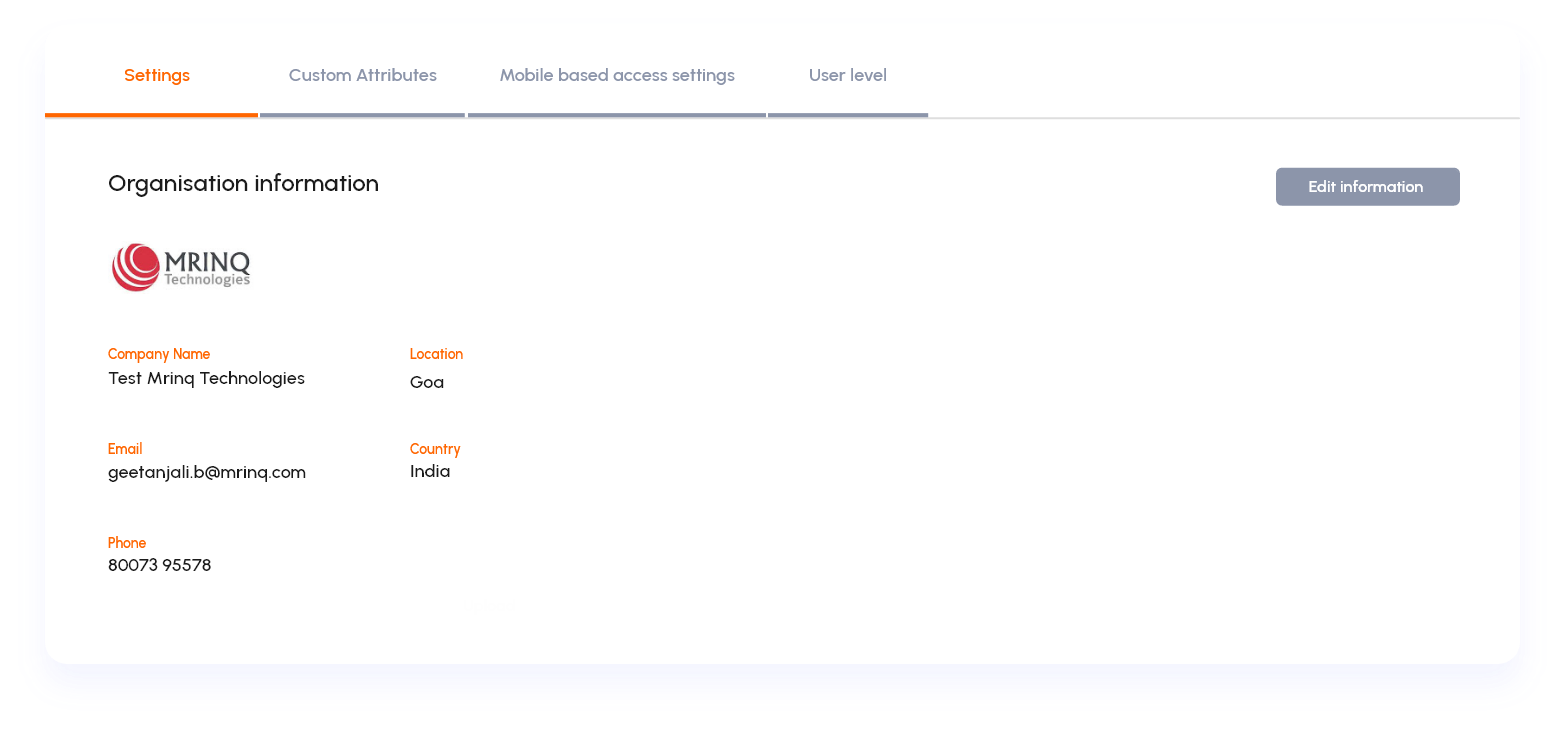 Settings
Custom Attributes
Mobile based access settings
User level
Organisation information
Edit information
MRINQ
Technologies
Company Name
Test Mrinq Technologies
Location
Goa
Email
geetanjali.b@mrinq.com
Country
India
Phone
80073 95578